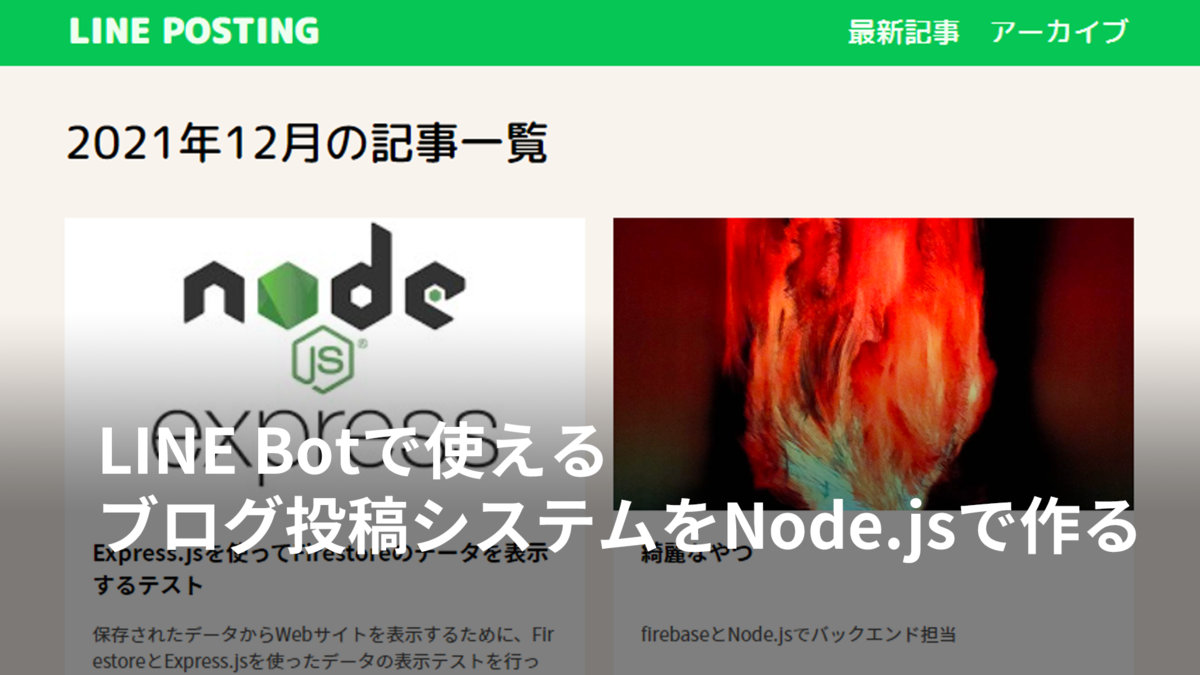 LINE POSTING
最新記事 アーカイブ
2021年12月の記事一覧
node
JS
express
LINE Botで使える
ブログ投稿システムをNode.jsで作る
Express.jsを使ってFirestoreのデータを表示
するテスト
綺麗なやつ
保存されたデータからWebサイトを表示するために、Fir
estoreとExpress.jsを使ったデータの表示テストを行っ
firebaseとNode.jsでバックエンド担当